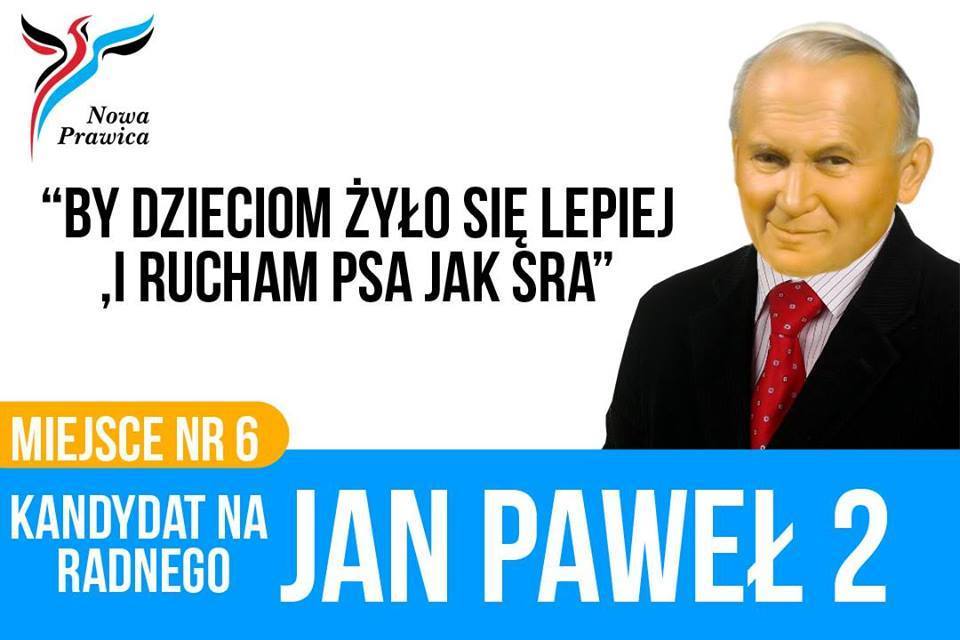 Nowa
Prawica
“BY DZIECIOM ŻYŁO SIĘ LEPIEJ
,I RUCHAM PSA JAK SRA”
MIEJSCE NR 6
KANDYDAT NA
RADNEGO
JAN PAWEŁ 2